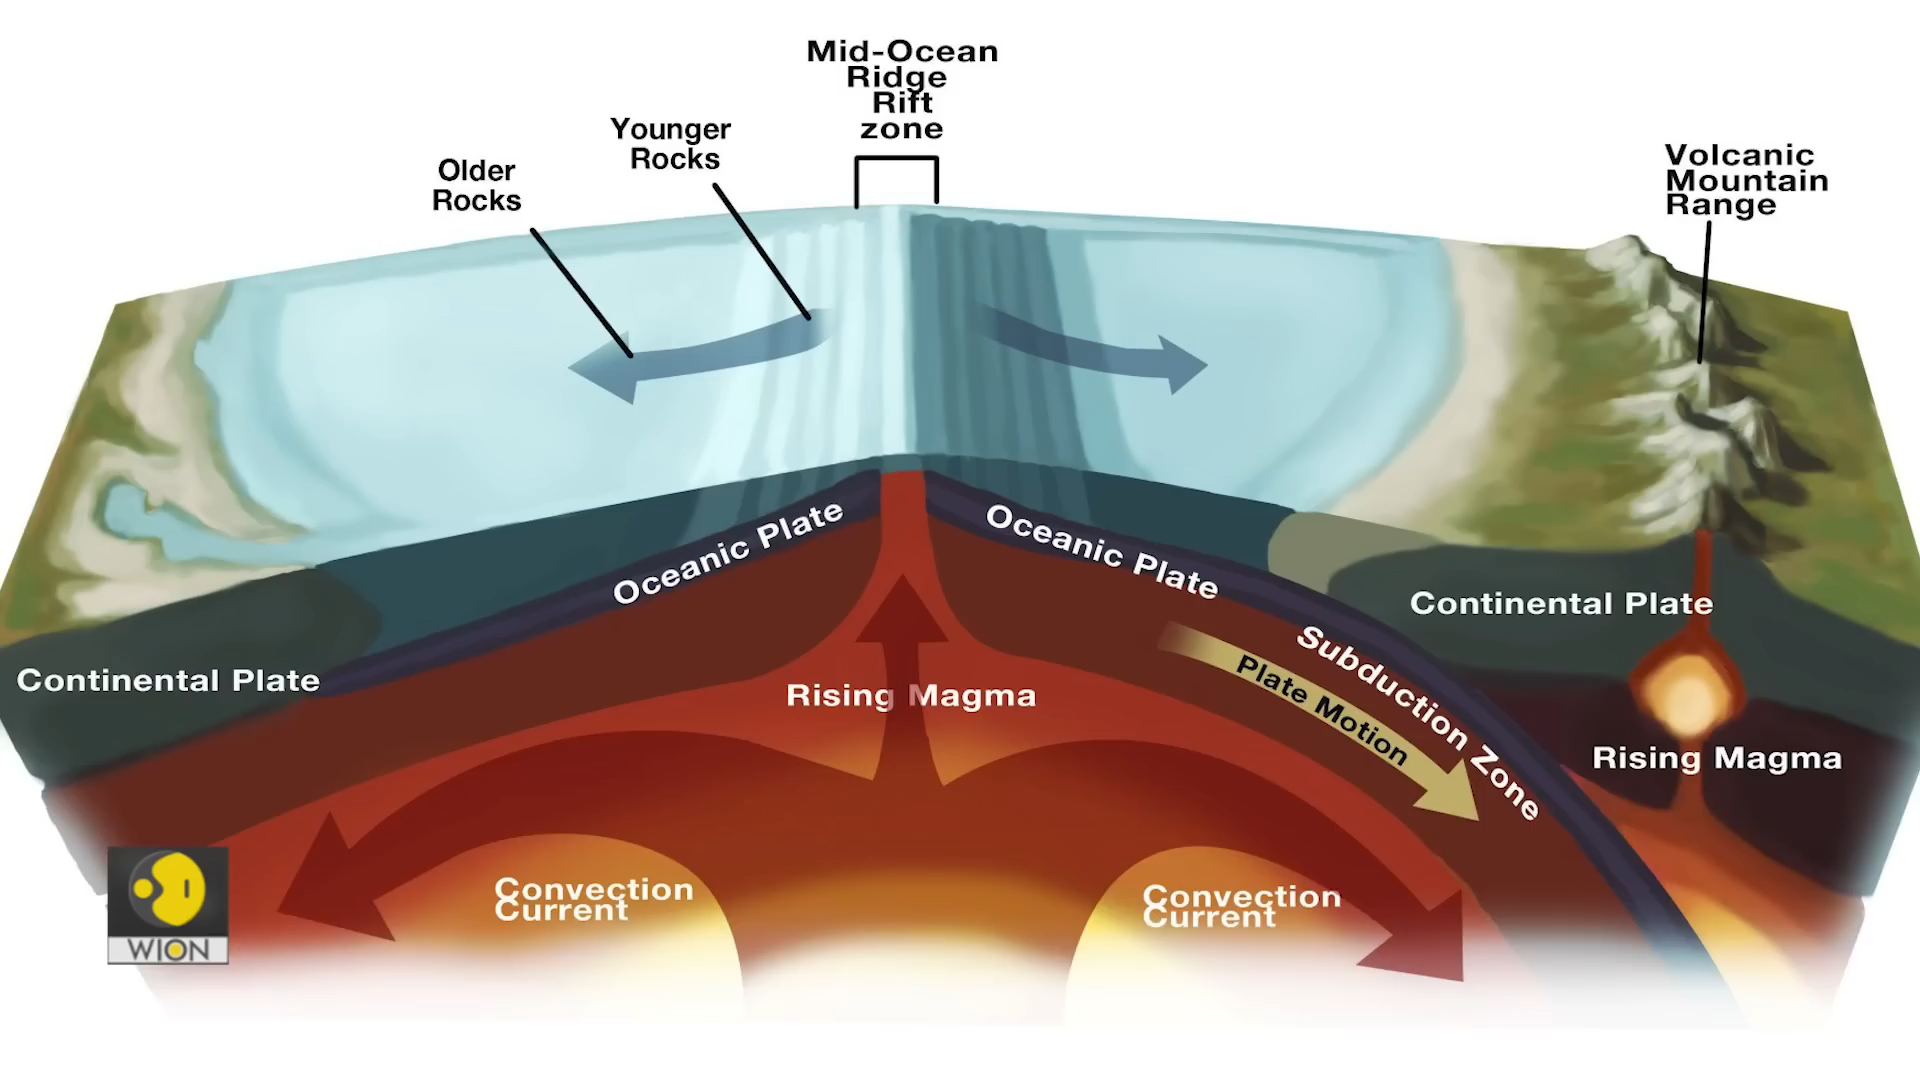 Mid-Ocean
Ridge
Rift
zone
Younger
Rocks
Older
Rocks
Volcanic
Mountain
Range
Oceanic Plate
Oceanic Plate
Continental Plate
Subduction Zone
Plate Motion
Continental Plate
Rising Magma
Rising Magma
Convection
Current
Convection
Current
WION